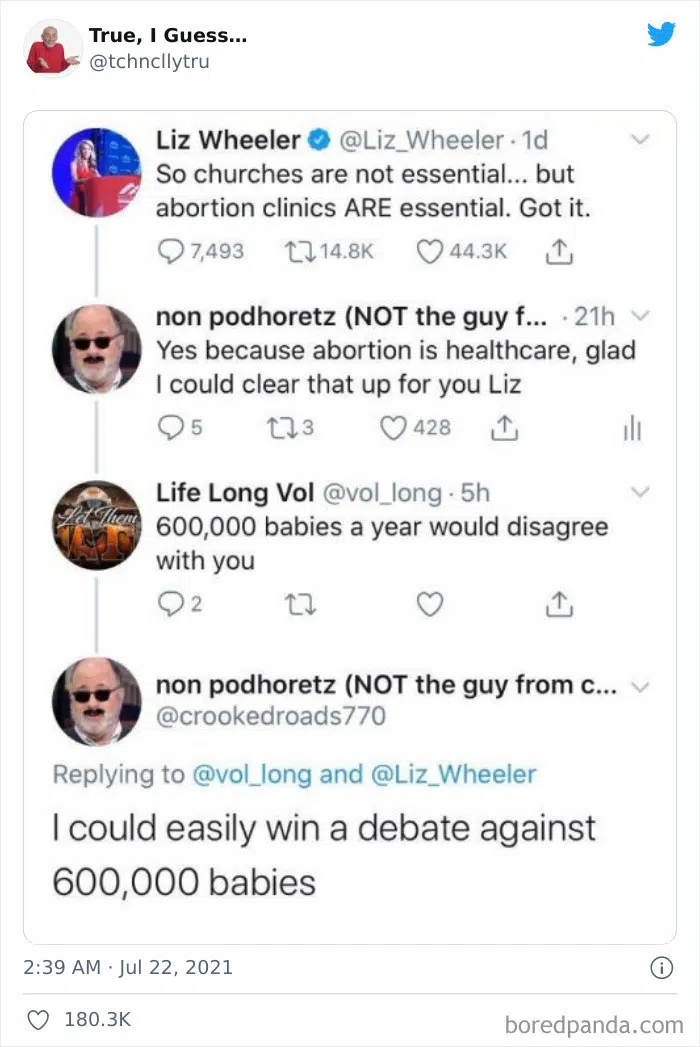 True, I Guess...
@tchncllytru
Liz Wheeler @Liz_Wheeler · 1d
So churches are not essential... but
abortion clinics ARE essential. Got it.
7,493 14.8K 44.3K
non podhoretz (NOT the guy f... · 21h
Yes because abortion is healthcare, glad
I could clear that up for you Liz
5 3 428
Let Them
Life Long Vol @vol_long · 5h
600,000 babies a year would disagree
with you
2
non podhoretz (NOT the guy from c...
@crookedroads770
Replying to @vol_long and @Liz_Wheeler
I could easily win a debate against
600,000 babies
2:39 AM · Jul 22, 2021
180.3K
boredpanda.com